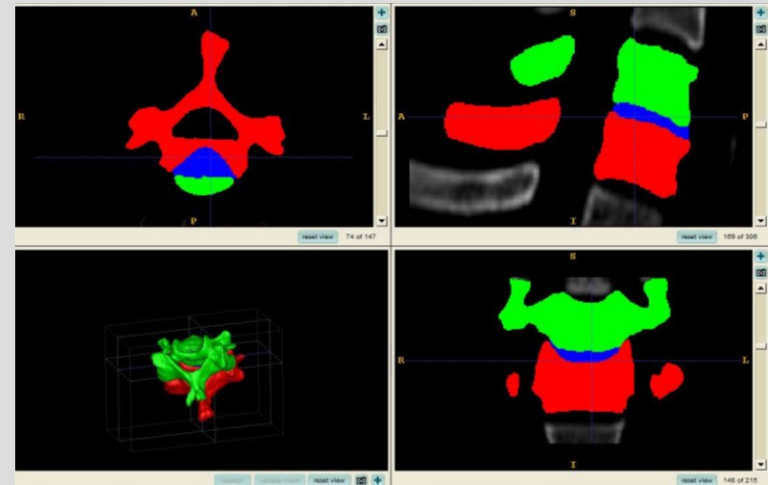 A
R
L
P
reset view 74 of 147
S
A
P
I
reset view 169 of 306
accept update mesh reset view
S
R
L
I
reset view 148 of 215